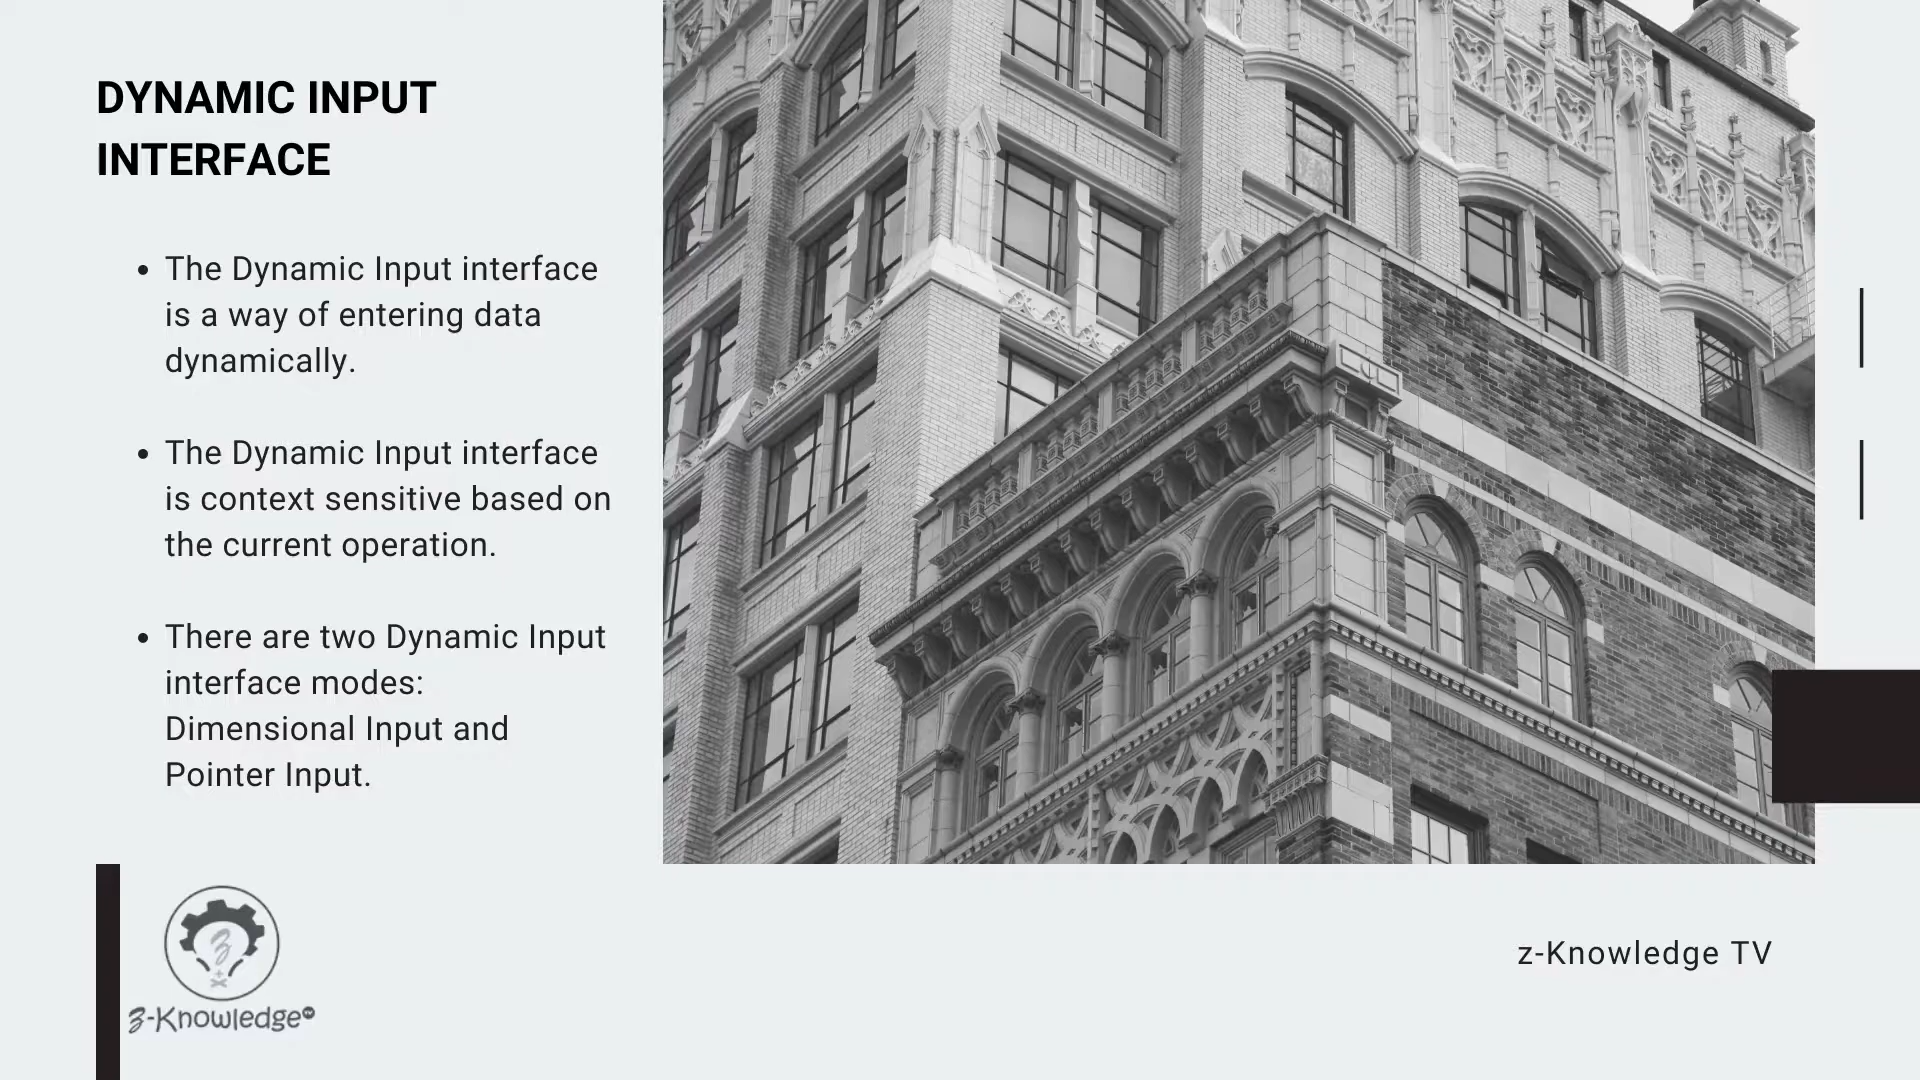 DYNAMIC INPUT
INTERFACE
• The Dynamic Input interface
is a way of entering data
dynamically.
• The Dynamic Input interface
is context sensitive based on
the current operation.
• There are two Dynamic Input
interface modes:
Dimensional Input and
Pointer Input.
z
z-Knowledge
z-Knowledge TV